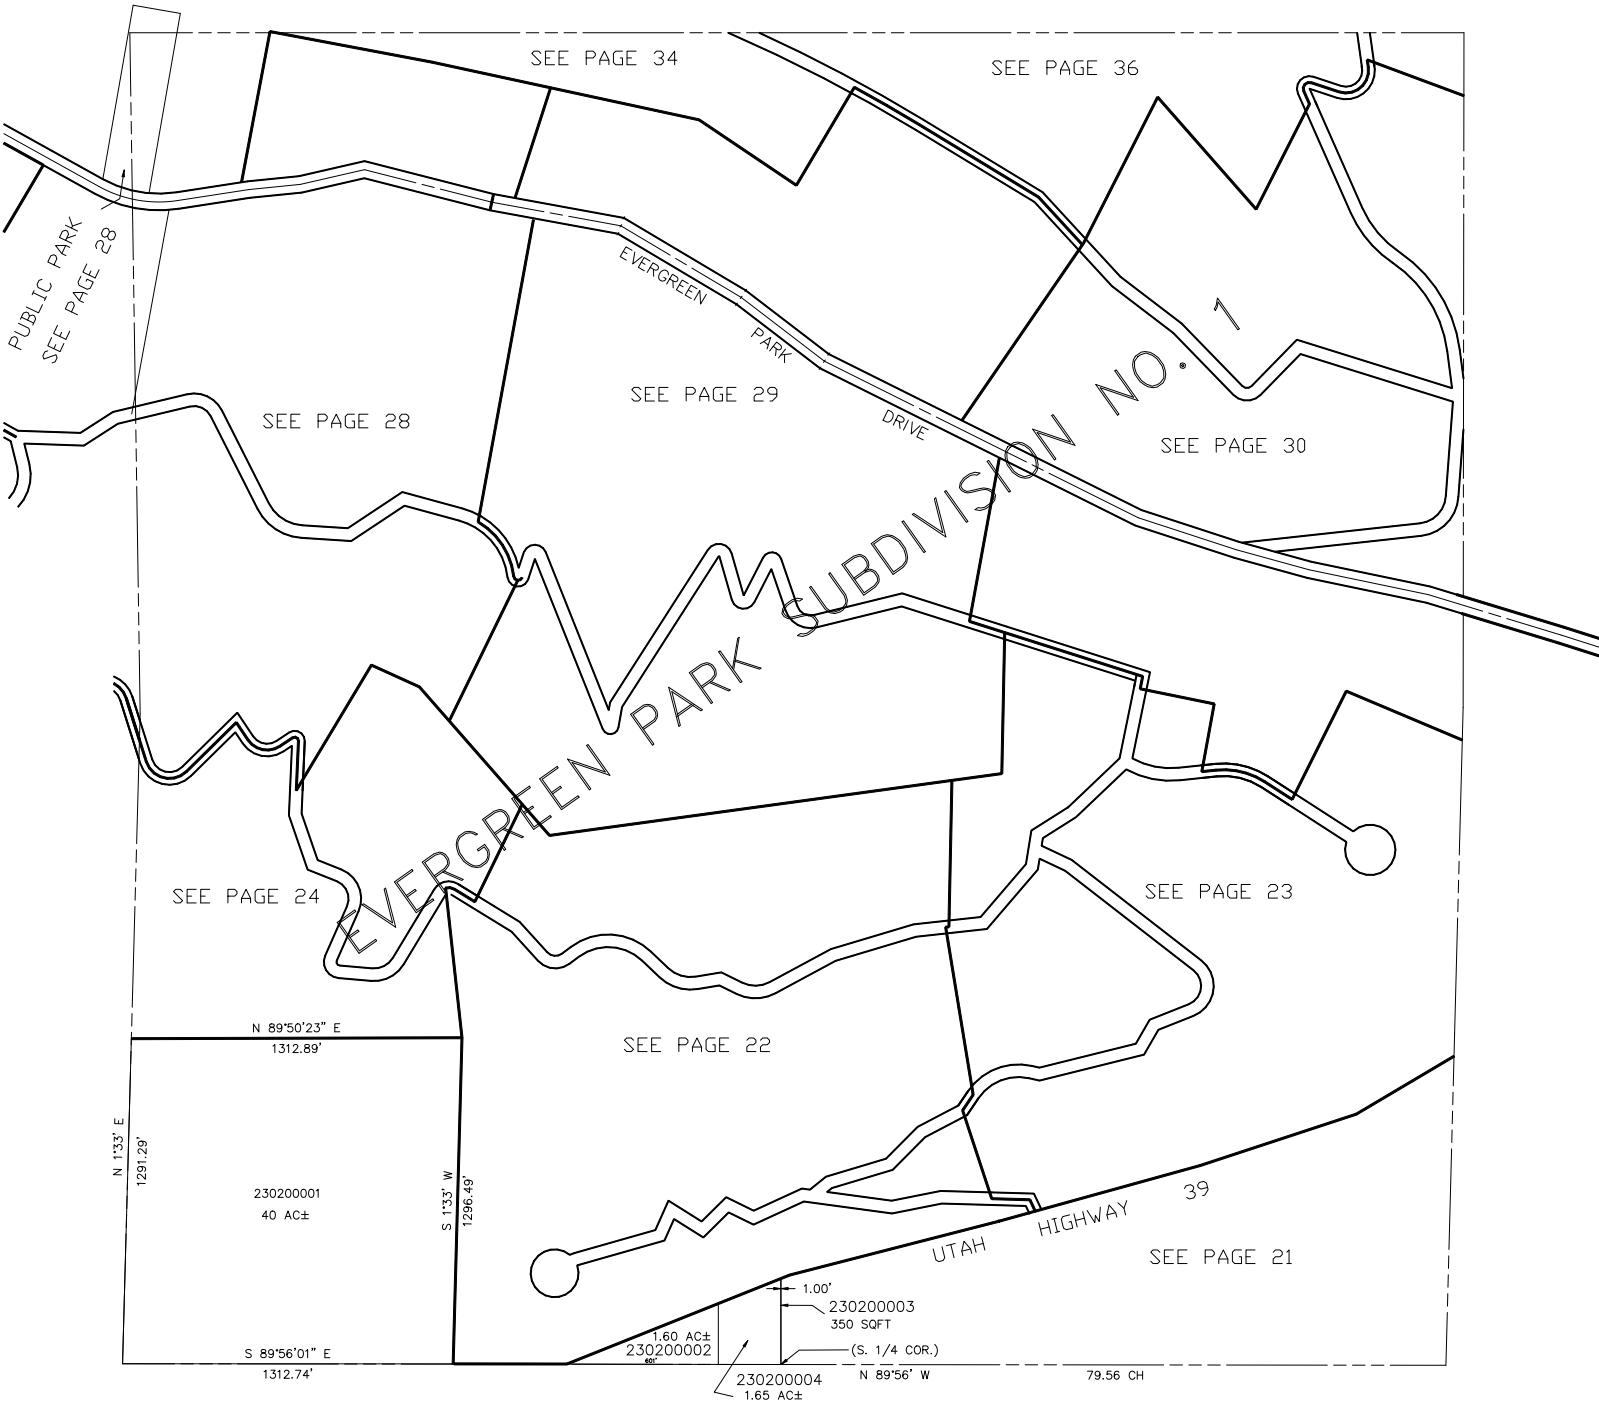 SEE PAGE 34
SEE PAGE 36
PUBLIC PARK
SEE PAGE 28
EVERGREEN PARK DRIVE
SEE PAGE 29
SEE PAGE 28
SEE PAGE 30
EVERGREEN PARK SUBDIVISION NO. 1
SEE PAGE 24
SEE PAGE 23
N 89°50'23" E
1312.89'
SEE PAGE 22
N 1°33' E
1291.29'
230200001
40 AC±
S 1°33' W
1296.49'
UTAH HIGHWAY 39
SEE PAGE 21
1.00'
230200003
350 SQFT
1.60 AC±
230200002
601'
(S. 1/4 COR.)
S 89°56'01" E
1312.74'
230200004
1.65 AC±
N 89°56' W
79.56 CH